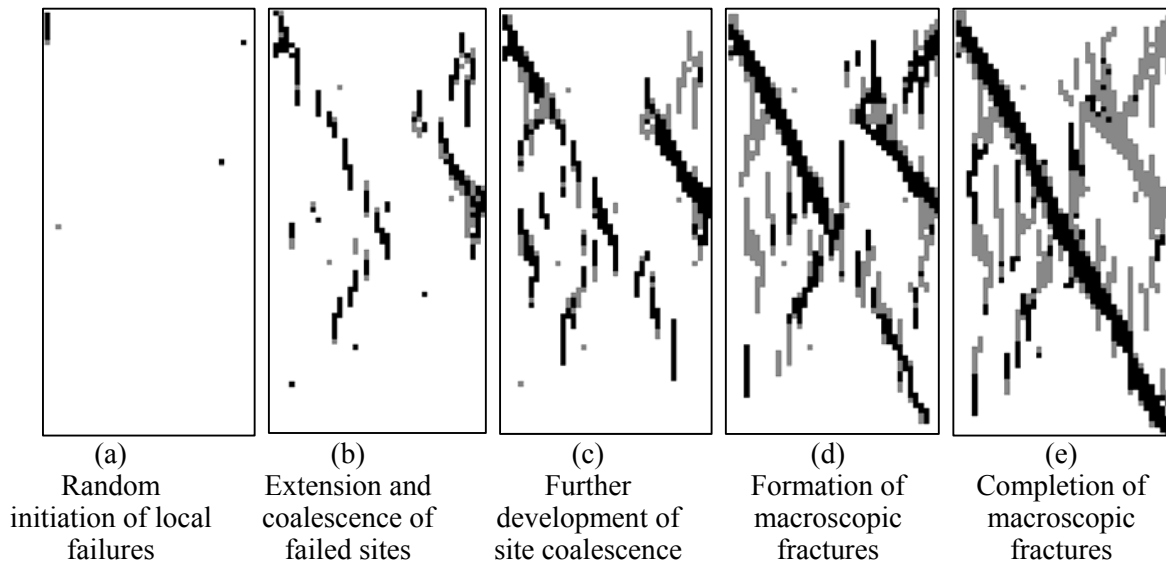 (a)
Random
initiation of local
failures
(b)
Extension and
coalescence of
failed sites
(c)
Further
development of
site coalescence
(d)
Formation of
macroscopic
fractures
(e)
Completion of
macroscopic
fractures